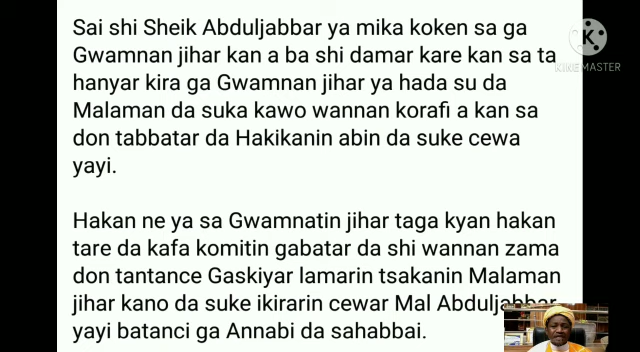 Sai shi Sheik Abduljabbar ya mika koken sa ga
Gwamnan jihar kan a ba shi damar kare kan sa ta
hanyar kira ga Gwamnan jihar ya hada su da
Malaman da suka kawo wannan korafi a kan sa
don tabbatar da Hakikanin abin da suke cewa
yayi.
Hakan ne ya sa Gwamnatin jihar taga kyan hakan
tare da kafa komitin gabatar da shi wannan zama
don tantance Gaskiyar lamarin tsakanin Malaman
jihar kano da suke ikirarin cewar Mal Abduljabbar
yayi batanci ga Annabi da sahabbai.
KINEMASTER